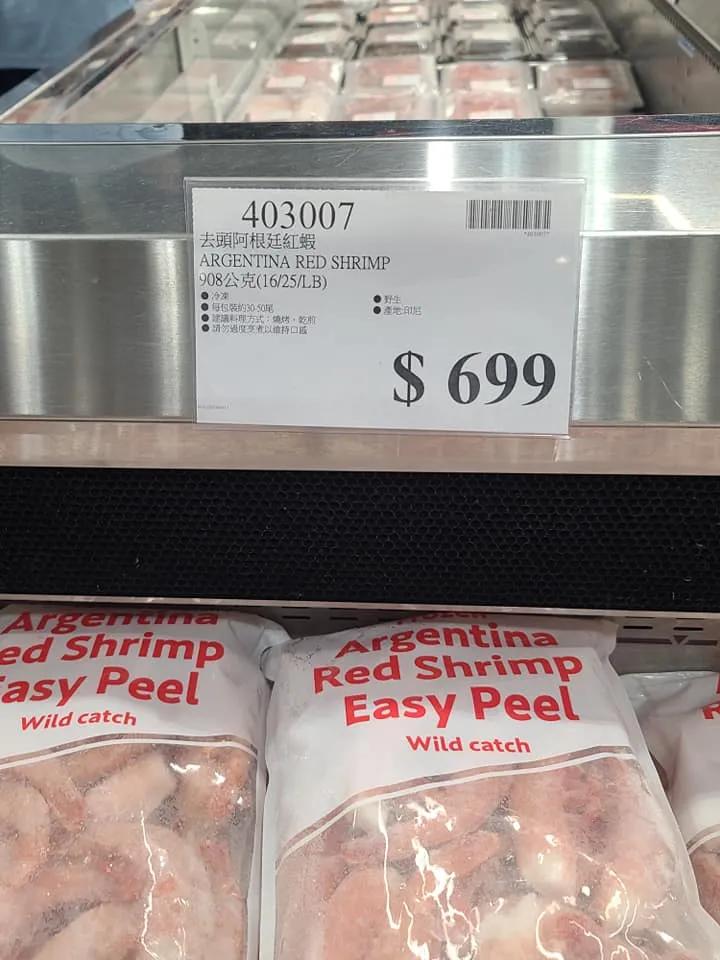 403007
去頭阿根廷紅蝦
ARGENTINA RED SHRIMP
908公克(16/25/LB)
●冷凍
●每包裝約30-50尾
●建議料理方式：燒烤、乾煎
●請勿過度烹煮以維持口感
●野生
●產地:印尼
$ 699
Argentina
ed Shrimp
asy Peel
Wild catch
Frozen
Argentina
Red Shrimp
Easy Peel
Wild catch
R